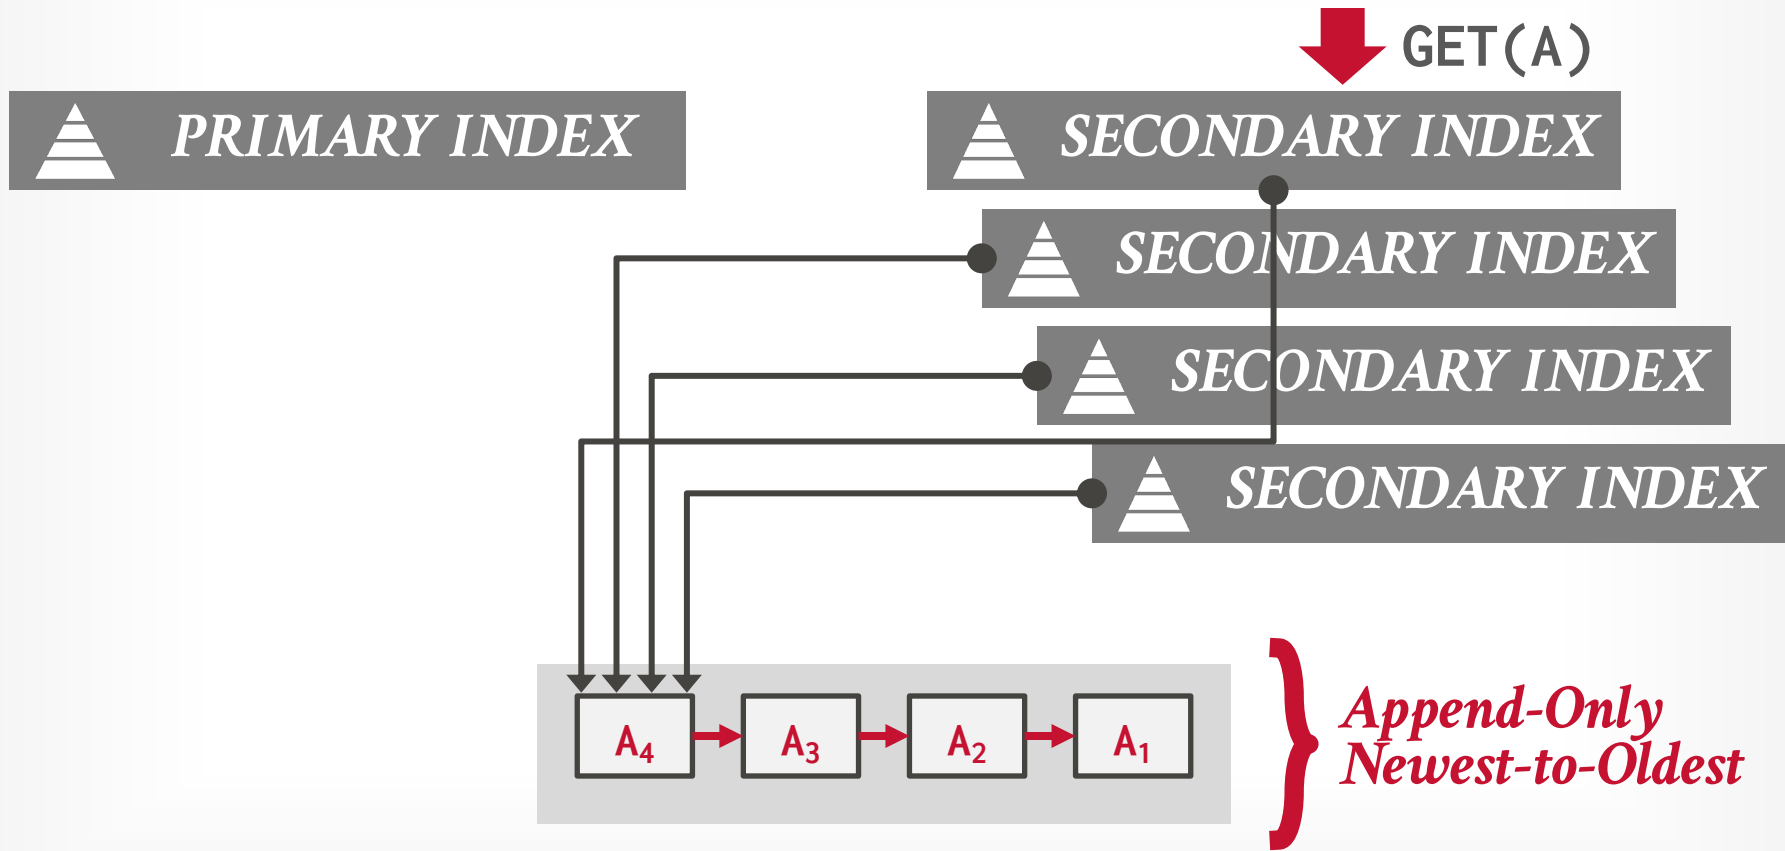 GET(A)
PRIMARY INDEX
SECONDARY INDEX
SECONDARY INDEX
SECONDARY INDEX
SECONDARY INDEX
A4
A3
A2
A1
Append-Only
Newest-to-Oldest